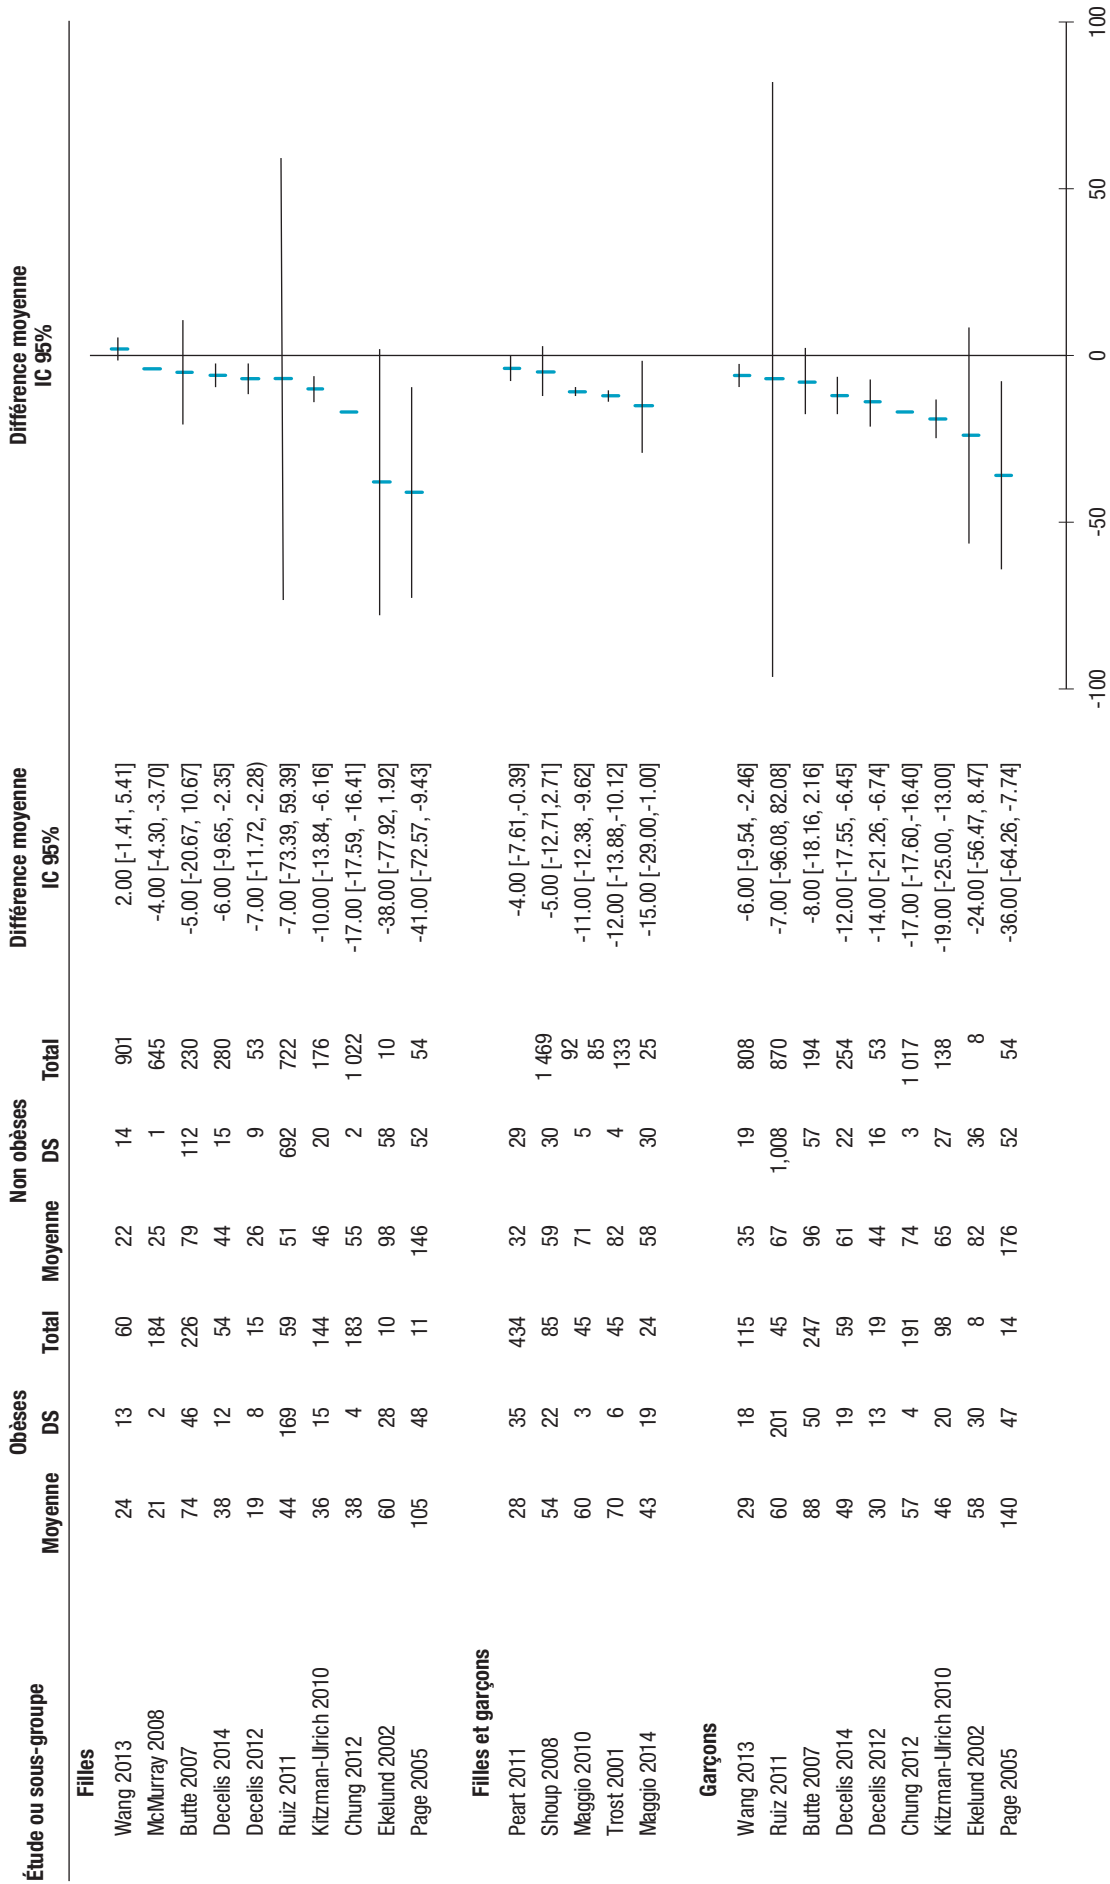 Obèses Non obèses Différence moyenne Différence moyenne
Étude ou sous-groupe Moyenne DS Total Moyenne DS Total IC 95% IC 95%
Filles
Wang 2013 24 13 60 22 14 901 2.00 [-1.41, 5.41]
McMurray 2008 21 2 184 25 1 645 -4.00 [-4.30, -3.70]
Butte 2007 74 46 226 79 112 230 -5.00 [-20.67, 10.67]
Decelis 2014 38 12 54 44 15 280 -6.00 [-9.65, -2.35]
Decelis 2012 19 8 15 26 9 53 -7.00 [-11.72, -2.28)
Ruiz 2011 44 169 59 51 692 722 -7.00 [-73.39, 59.39]
Kitzman-Ulrich 2010 36 15 144 46 20 176 -10.00 [-13.84, -6.16]
Chung 2012 38 4 183 55 2 1 022 -17.00 [-17.59, -16.41]
Ekelund 2002 60 28 10 98 58 10 -38.00 [-77.92, 1.92]
Page 2005 105 48 11 146 52 54 -41.00 [-72.57, -9.43]
Filles et garçons
Peart 2011 28 35 434 32 29 1 469 -4.00 [-7.61, -0.39]
Shoup 2008 54 22 85 59 30 92 -5.00 [-12.71, 2.71]
Maggio 2010 60 3 45 71 5 85 -11.00 [-12.38, -9.62]
Trost 2001 70 6 45 82 4 133 -12.00 [-13.88, -10.12]
Maggio 2014 43 19 24 58 30 25 -15.00 [-29.00, -1.00]
Garçons
Wang 2013 29 18 115 35 19 808 -6.00 [-9.54, -2.46]
Ruiz 2011 60 201 45 67 1,008 870 -7.00 [-96.08, 82.08]
Butte 2007 88 50 247 96 57 194 -8.00 [-18.16, 2.16]
Decelis 2014 49 19 59 61 22 254 -12.00 [-17.55, -6.45]
Decelis 2012 30 13 19 44 16 53 -14.00 [-21.26, -6.74]
Chung 2012 57 4 191 74 3 1 017 -17.00 [-17.60, -16.40]
Kitzman-Ulrich 2010 46 20 98 65 27 138 -19.00 [-25.00, -13.00]
Ekelund 2002 58 30 8 82 36 8 -24.00 [-56.47, 8.47]
Page 2005 140 47 14 176 52 54 -36.00 [-64.26, -7.74]
-100 -50 0 50 100